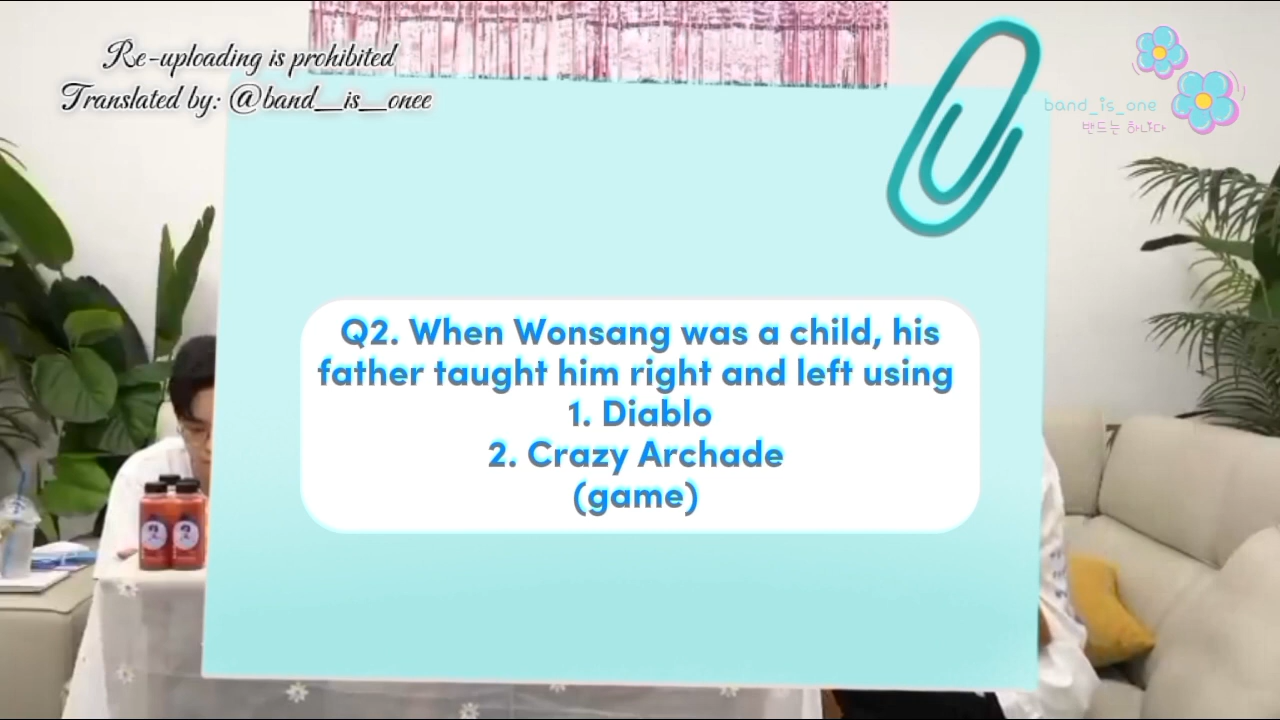 Re-uploading is prohibited
Translated by: @band__is__onee
band_is_one
밴드는 하나다
Q2. When Wonsang was a child, his
father taught him right and left using
1. Diablo
2. Crazy Archade
(game)